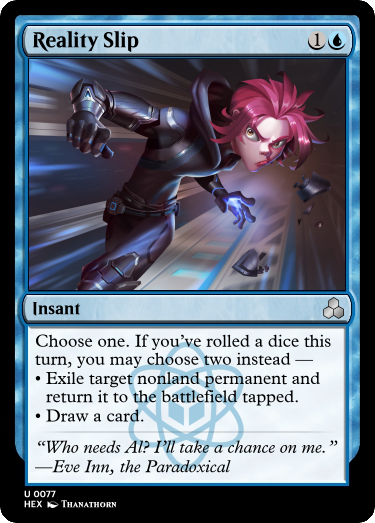 Reality Slip 1
Insant
Choose one. If you've rolled a dice this
turn, you may choose two instead —
• Exile target nonland permanent and
return it to the battlefield tapped.
• Draw a card.
“Who needs Al? I'll take a chance on me.”
—Eve Inn, the Paradoxical
U 0077
HEX Thanathorn